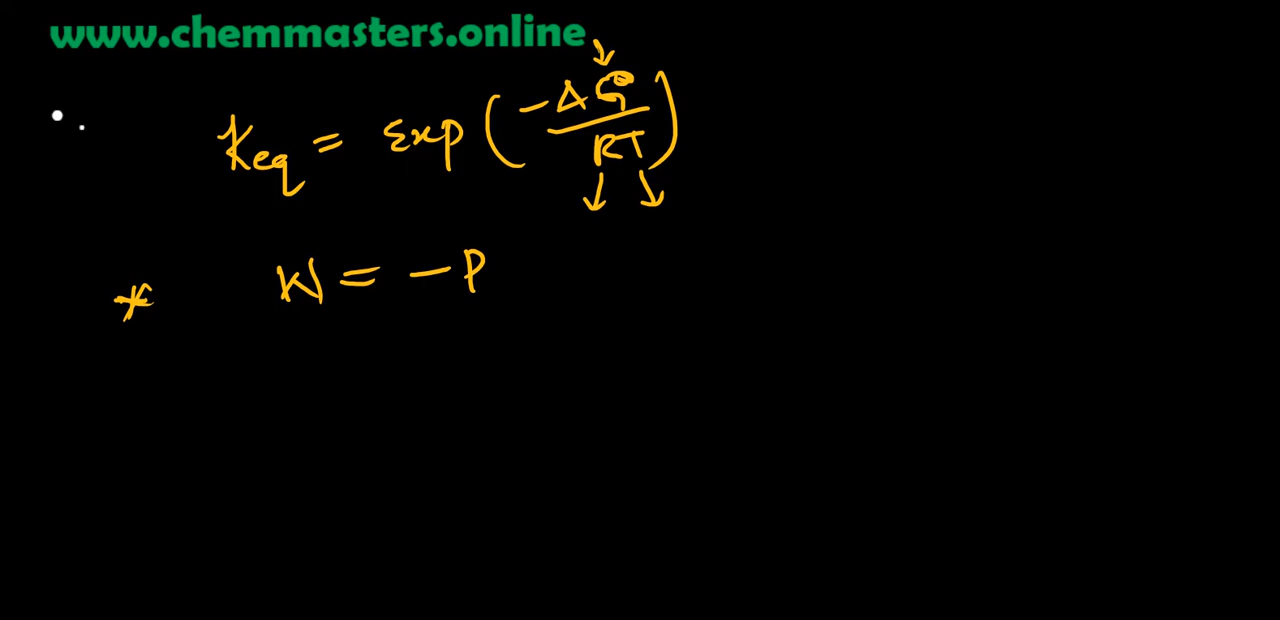 www.chemmasters.online
Keq = Exp (-ΔG⊖/RT)
* W = -P